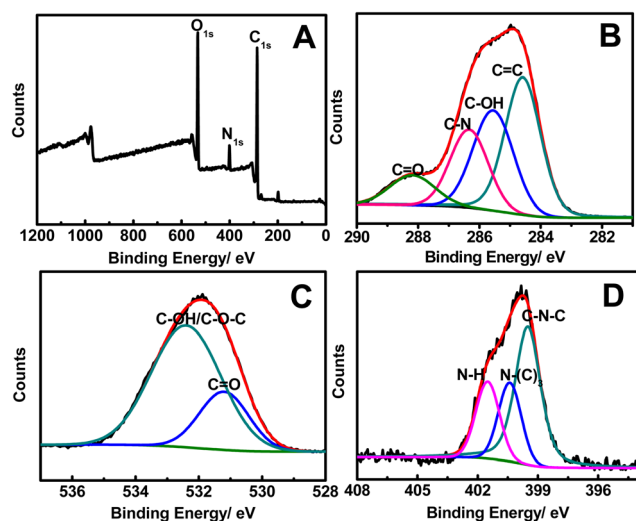 A
O1s
C1s
N1s
Counts
1200 1000 800 600 400 200 0
Binding Energy/ eV
B
C=C
C-OH
C-N
C=O
Counts
290 288 286 284 282
Binding Energy/ eV
C
C-OH/C-O-C
C=O
Counts
536 534 532 530 528
Binding Energy/ eV
D
C-N-C
N-H
N-(C)3
Counts
408 405 402 399 396
Binding Energy/ eV